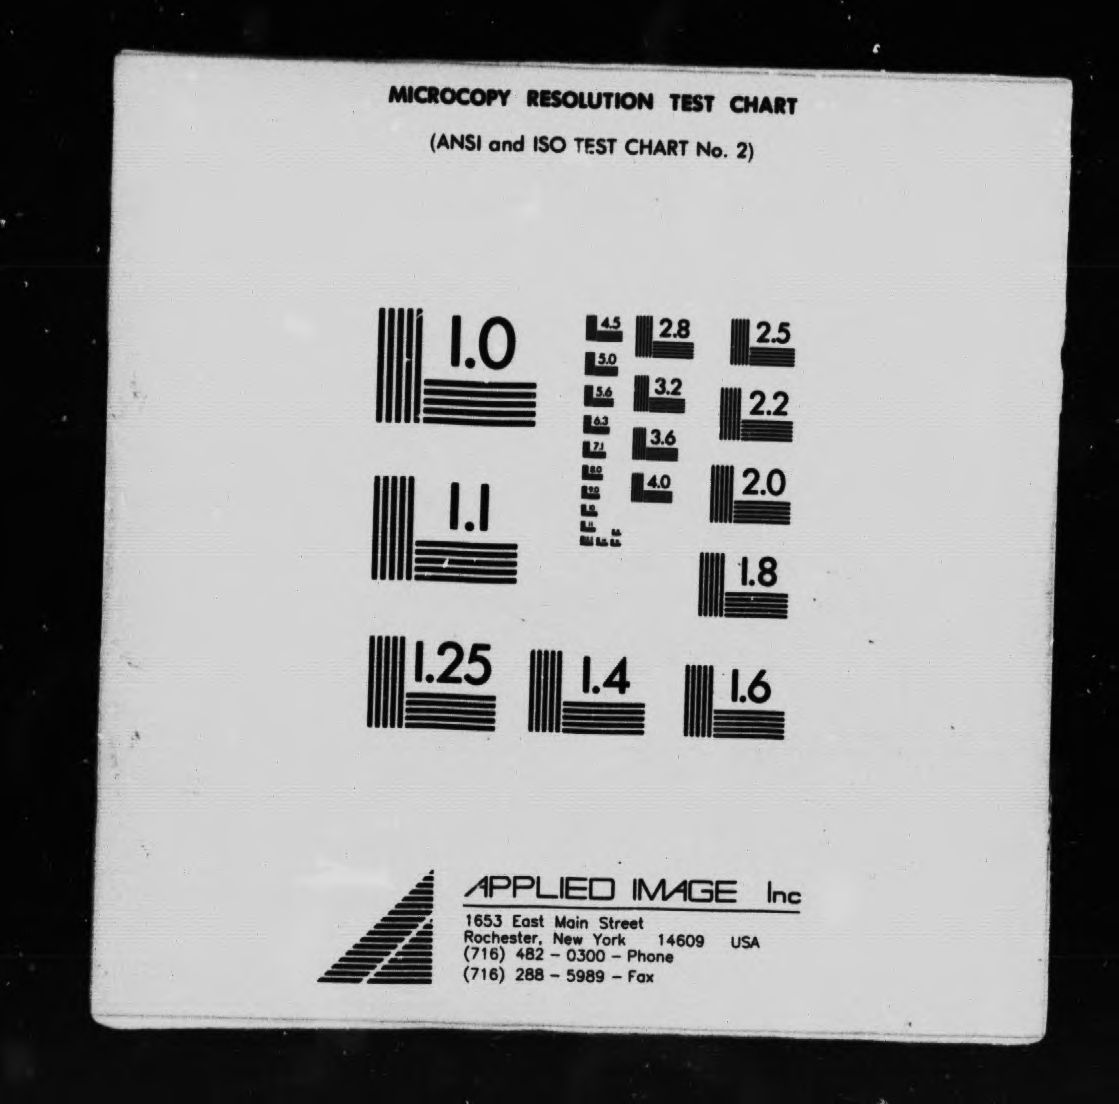 MICROCOPY RESOLUTION TEST CHART
(ANSI and ISO TEST CHART No. 2)
1.0
1.1
1.25
1.4
1.6
1.8
2.0
2.2
2.5
2.8
3.2
3.6
4.0
4.5
5.0
5.6
6.3
7.1
8.0
9.0
APPLIED IMAGE Inc
1653 East Main Street
Rochester, New York 14609 USA
(716) 482 - 0300 - Phone
(716) 288 - 5989 - Fax